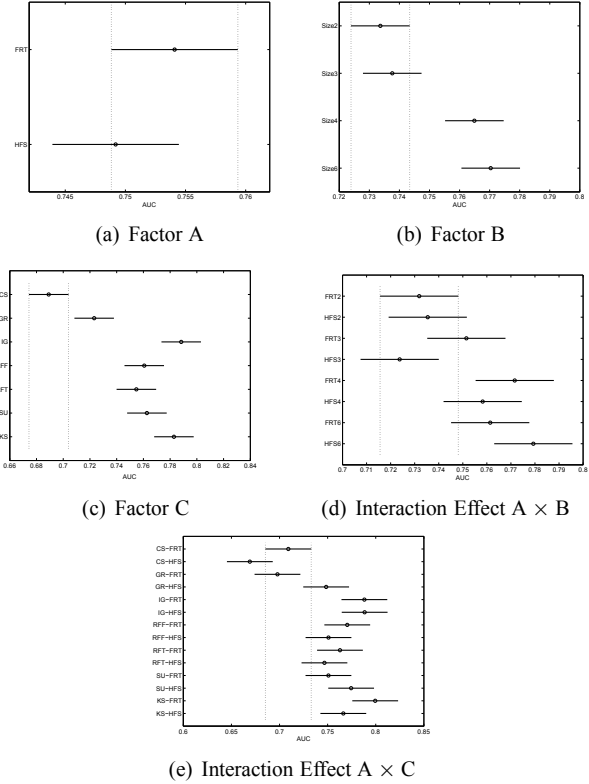 FRT
HFS
0.745 0.75 0.755 0.76
AUC
(a) Factor A
Size2
Size3
Size4
Size6
0.72 0.73 0.74 0.75 0.76 0.77 0.78 0.79 0.8
AUC
(b) Factor B
CS
GR
IG
FF
FT
SU
KS
0.66 0.68 0.7 0.72 0.74 0.76 0.78 0.8 0.82 0.84
AUC
(c) Factor C
FRT2
HFS2
FRT3
HFS3
FRT4
HFS4
FRT6
HFS6
0.7 0.71 0.72 0.73 0.74 0.75 0.76 0.77 0.78 0.79 0.8
AUC
(d) Interaction Effect A × B
CS−FRT
CS−HFS
GR−FRT
GR−HFS
IG−FRT
IG−HFS
RFF−FRT
RFF−HFS
RFT−FRT
RFT−HFS
SU−FRT
SU−HFS
KS−FRT
KS−HFS
0.6 0.65 0.7 0.75 0.8 0.85
AUC
(e) Interaction Effect A × C